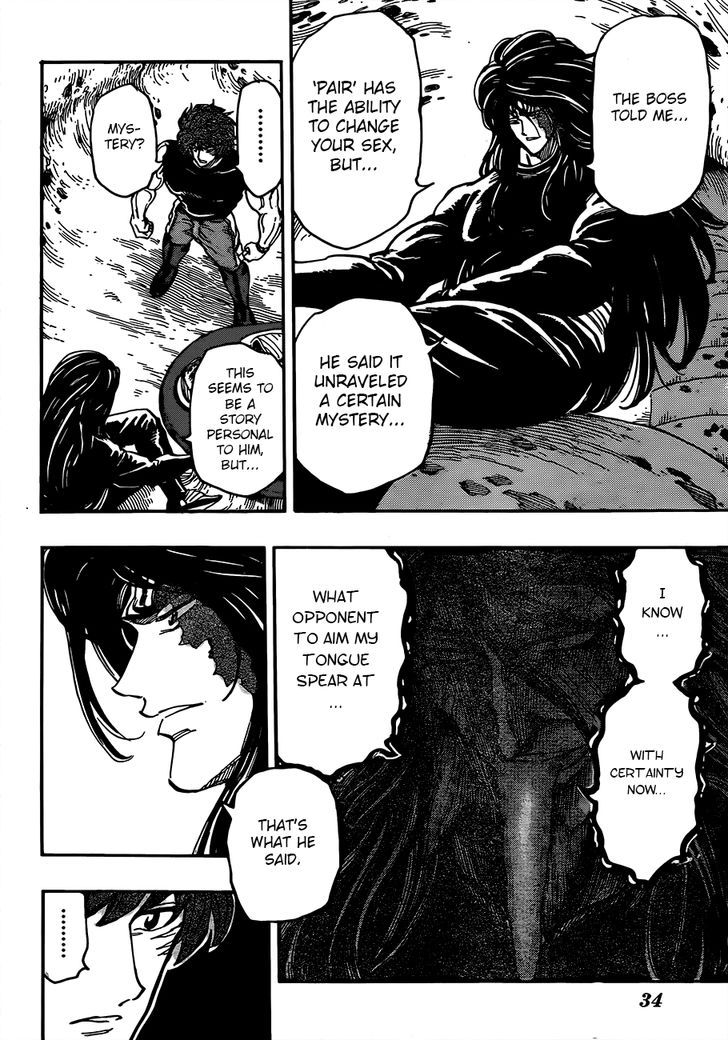 THE BOSS
TOLD ME...
'PAIR' HAS
THE ABILITY
TO CHANGE
YOUR SEX,
BUT...
HE SAID IT
UNRAVELED
A CERTAIN
MYSTERY...
.........
MYS-
TERY?
THIS
SEEMS TO
BE A
STORY
PERSONAL
TO HIM,
BUT...
I
KNOW
...
WITH
CERTAINTY
NOW...
WHAT
OPPONENT
TO AIM MY
TONGUE
SPEAR AT
...
THAT'S
WHAT HE
SAID.
.........
34